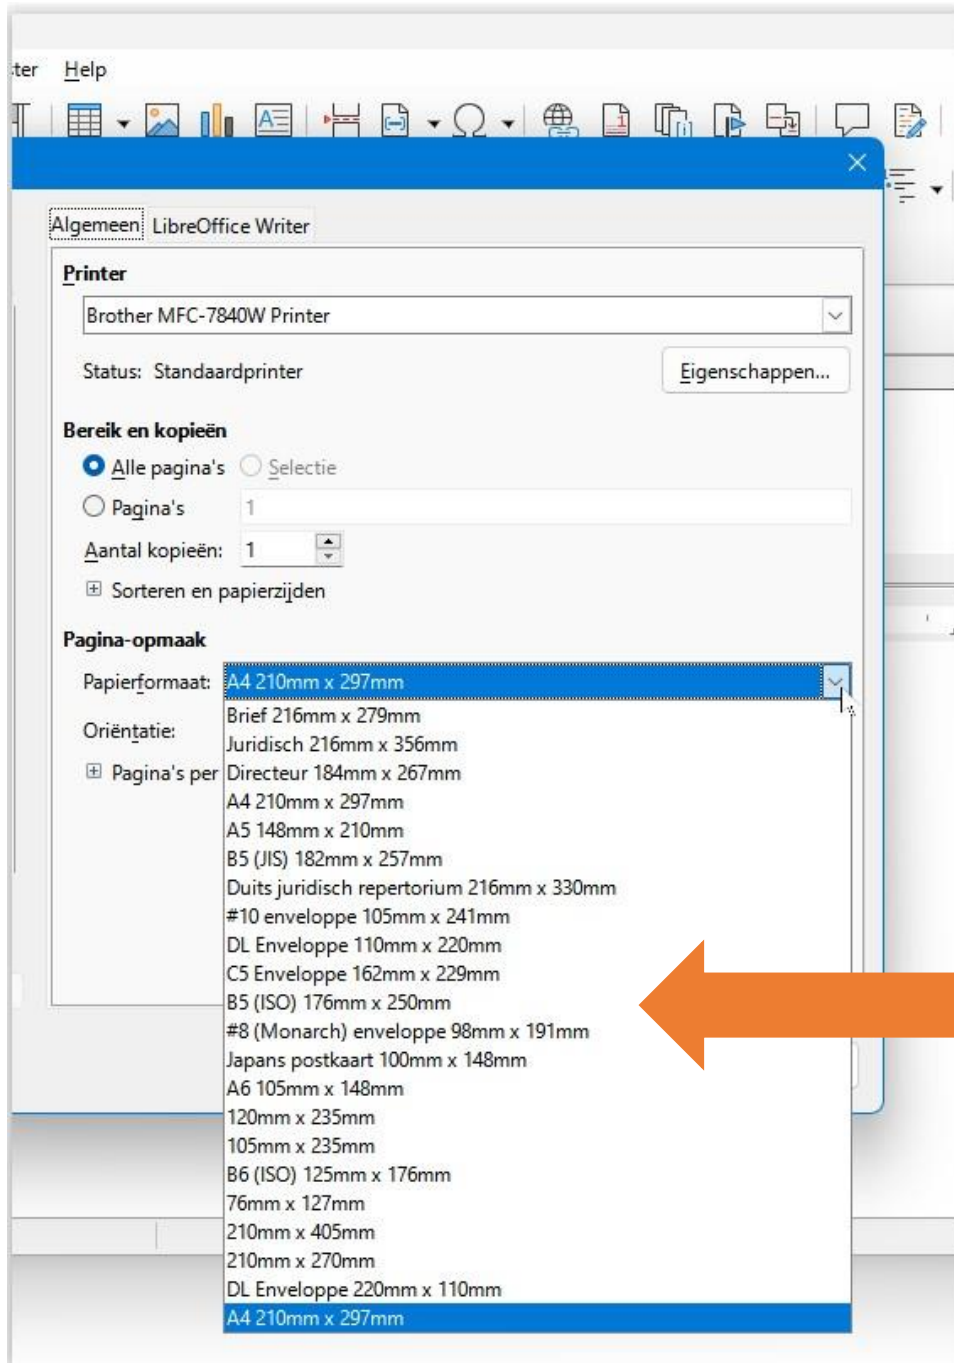 ter Help
Algemeen LibreOffice Writer
Printer
Brother MFC-7840W Printer
Status: Standaardprinter Eigenschappen...
Bereik en kopieën
Alle pagina's Selectie
Pagina's 1
Aantal kopieën: 1
Sorteren en papierzijden
Pagina-opmaak
Papierformaat: A4 210mm x 297mm
Brief 216mm x 279mm
Oriëntatie:
Juridisch 216mm x 356mm
Pagina's per
Directeur 184mm x 267mm
A4 210mm x 297mm
A5 148mm x 210mm
B5 (JIS) 182mm x 257mm
Duits juridisch repertorium 216mm x 330mm
#10 enveloppe 105mm x 241mm
DL Enveloppe 110mm x 220mm
C5 Enveloppe 162mm x 229mm
B5 (ISO) 176mm x 250mm
#8 (Monarch) enveloppe 98mm x 191mm
Japans postkaart 100mm x 148mm
A6 105mm x 148mm
120mm x 235mm
105mm x 235mm
B6 (ISO) 125mm x 176mm
76mm x 127mm
210mm x 405mm
210mm x 270mm
DL Enveloppe 220mm x 110mm
A4 210mm x 297mm